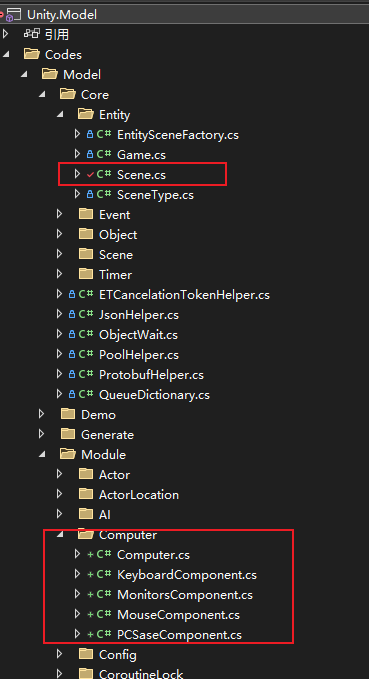 Unity.Model
引用
Codes
Model
Core
Entity
C# EntitySceneFactory.cs
C# Game.cs
C# Scene.cs
C# SceneType.cs
Event
Object
Scene
Timer
C# ETCancelationTokenHelper.cs
C# JsonHelper.cs
C# ObjectWait.cs
C# PoolHelper.cs
C# ProtobufHelper.cs
C# QueueDictionary.cs
Demo
Generate
Module
Actor
ActorLocation
AI
Computer
+ C# Computer.cs
+ C# KeyboardComponent.cs
+ C# MonitorsComponent.cs
+ C# MouseComponent.cs
+ C# PCSaseComponent.cs
Config
CoroutineLock